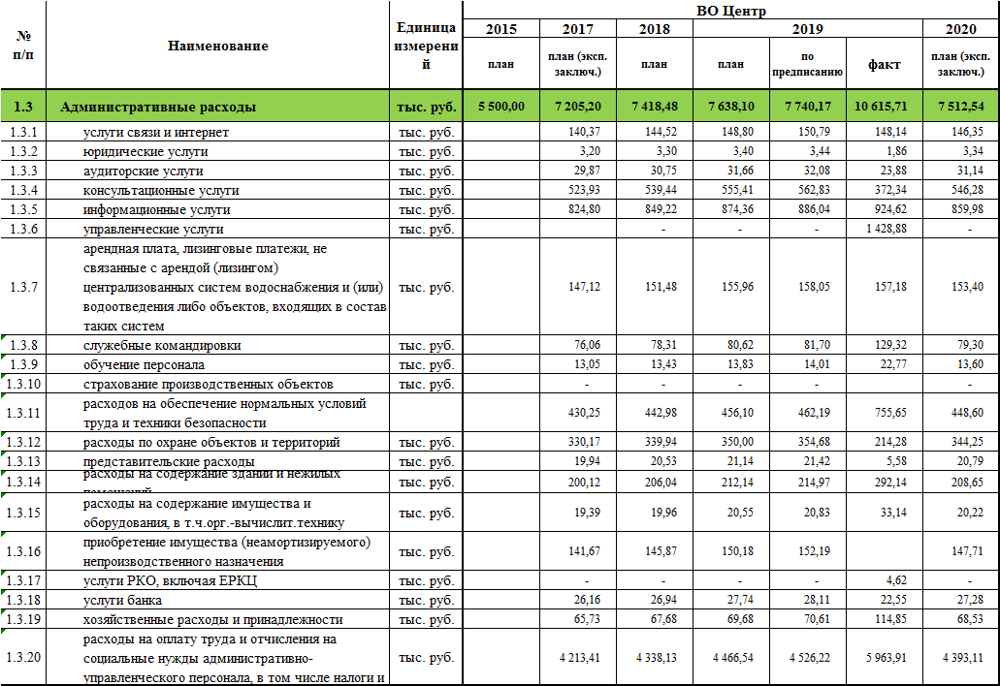 ВО Центр
№ п/п
Наименование
Единица измерени й
2015 2017 2018 2019 2020
план план (эксп. заключ.) план план по предписанию факт план (эксп. заключ.)
1.3 Административные расходы тыс. руб. 5 500,00 7 205,20 7 418,48 7 638,10 7 740,17 10 615,71 7 512,54
1.3.1 услуги связи и интернет тыс. руб. 140,37 144,52 148,80 150,79 148,14 146,35
1.3.2 юридические услуги тыс. руб. 3,20 3,30 3,40 3,44 1,86 3,34
1.3.3 аудиторские услуги тыс. руб. 29,87 30,75 31,66 32,08 23,88 31,14
1.3.4 консультационные услуги тыс. руб. 523,93 539,44 555,41 562,83 372,34 546,28
1.3.5 информационные услуги тыс. руб. 824,80 849,22 874,36 886,04 924,62 859,98
1.3.6 управленческие услуги тыс. руб. - - - 1 428,88 -
арендная плата, лизинговые платежи, не
связанные с арендой (лизингом)
1.3.7 централизованных систем водоснабжения и (или) тыс. руб. 147,12 151,48 155,96 158,05 157,18 153,40
водоотведения либо объектов, входящих в состав
таких систем
1.3.8 служебные командировки тыс. руб. 76,06 78,31 80,62 81,70 129,32 79,30
1.3.9 обучение персонала тыс. руб. 13,05 13,43 13,83 14,01 22,77 13,60
1.3.10 страхование производственных объектов тыс. руб. - - - - -
1.3.11 расходов на обеспечение нормальных условий
труда и техники безопасности 430,25 442,98 456,10 462,19 755,65 448,60
1.3.12 расходы по охране объектов и территорий тыс. руб. 330,17 339,94 350,00 354,68 214,28 344,25
1.3.13 представительские расходы тыс. руб. 19,94 20,53 21,14 21,42 5,58 20,79
1.3.14 расходы на содержание зданий и нежилых тыс. руб. 200,12 206,04 212,14 214,97 292,14 208,65
1.3.15 расходы на содержание имущества и
оборудования, в т.ч.орг.-вычислит.технику тыс. руб. 19,39 19,96 20,55 20,83 33,14 20,22
1.3.16 приобретение имущества (неамортизируемого)
непроизводственного назначения тыс. руб. 141,67 145,87 150,18 152,19 147,71
1.3.17 услуги РКО, включая ЕРКЦ тыс. руб. - - - - 4,62 -
1.3.18 услуги банка тыс. руб. 26,16 26,94 27,74 28,11 22,55 27,28
1.3.19 хозяйственные расходы и принадлежности тыс. руб. 65,73 67,68 69,68 70,61 114,85 68,53
расходы на оплату труда и отчисления на
1.3.20 социальные нужды административно- тыс. руб. 4 213,41 4 338,13 4 466,54 4 526,22 5 963,91 4 393,11
управленческого персонала, в том числе налоги и